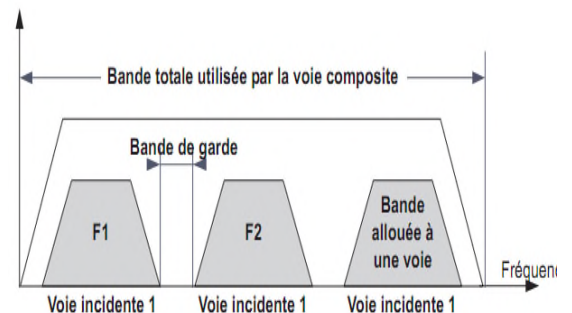 Bande totale utilisée par la voie composite
Bande de garde
F1
F2
Bande
allouée à
une voie
Fréquenc
Voie incidente 1
Voie incidente 1
Voie incidente 1